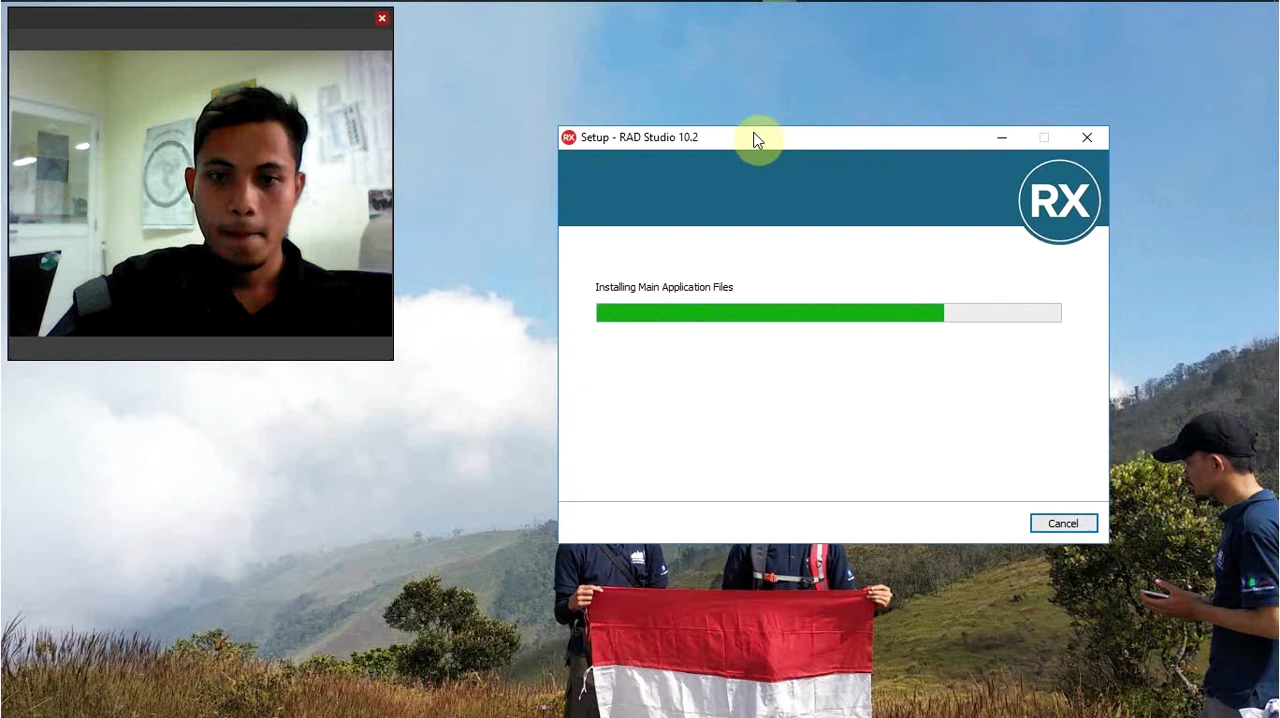 RX Setup - RAD Studio 10.2
RX
Installing Main Application Files
Cancel